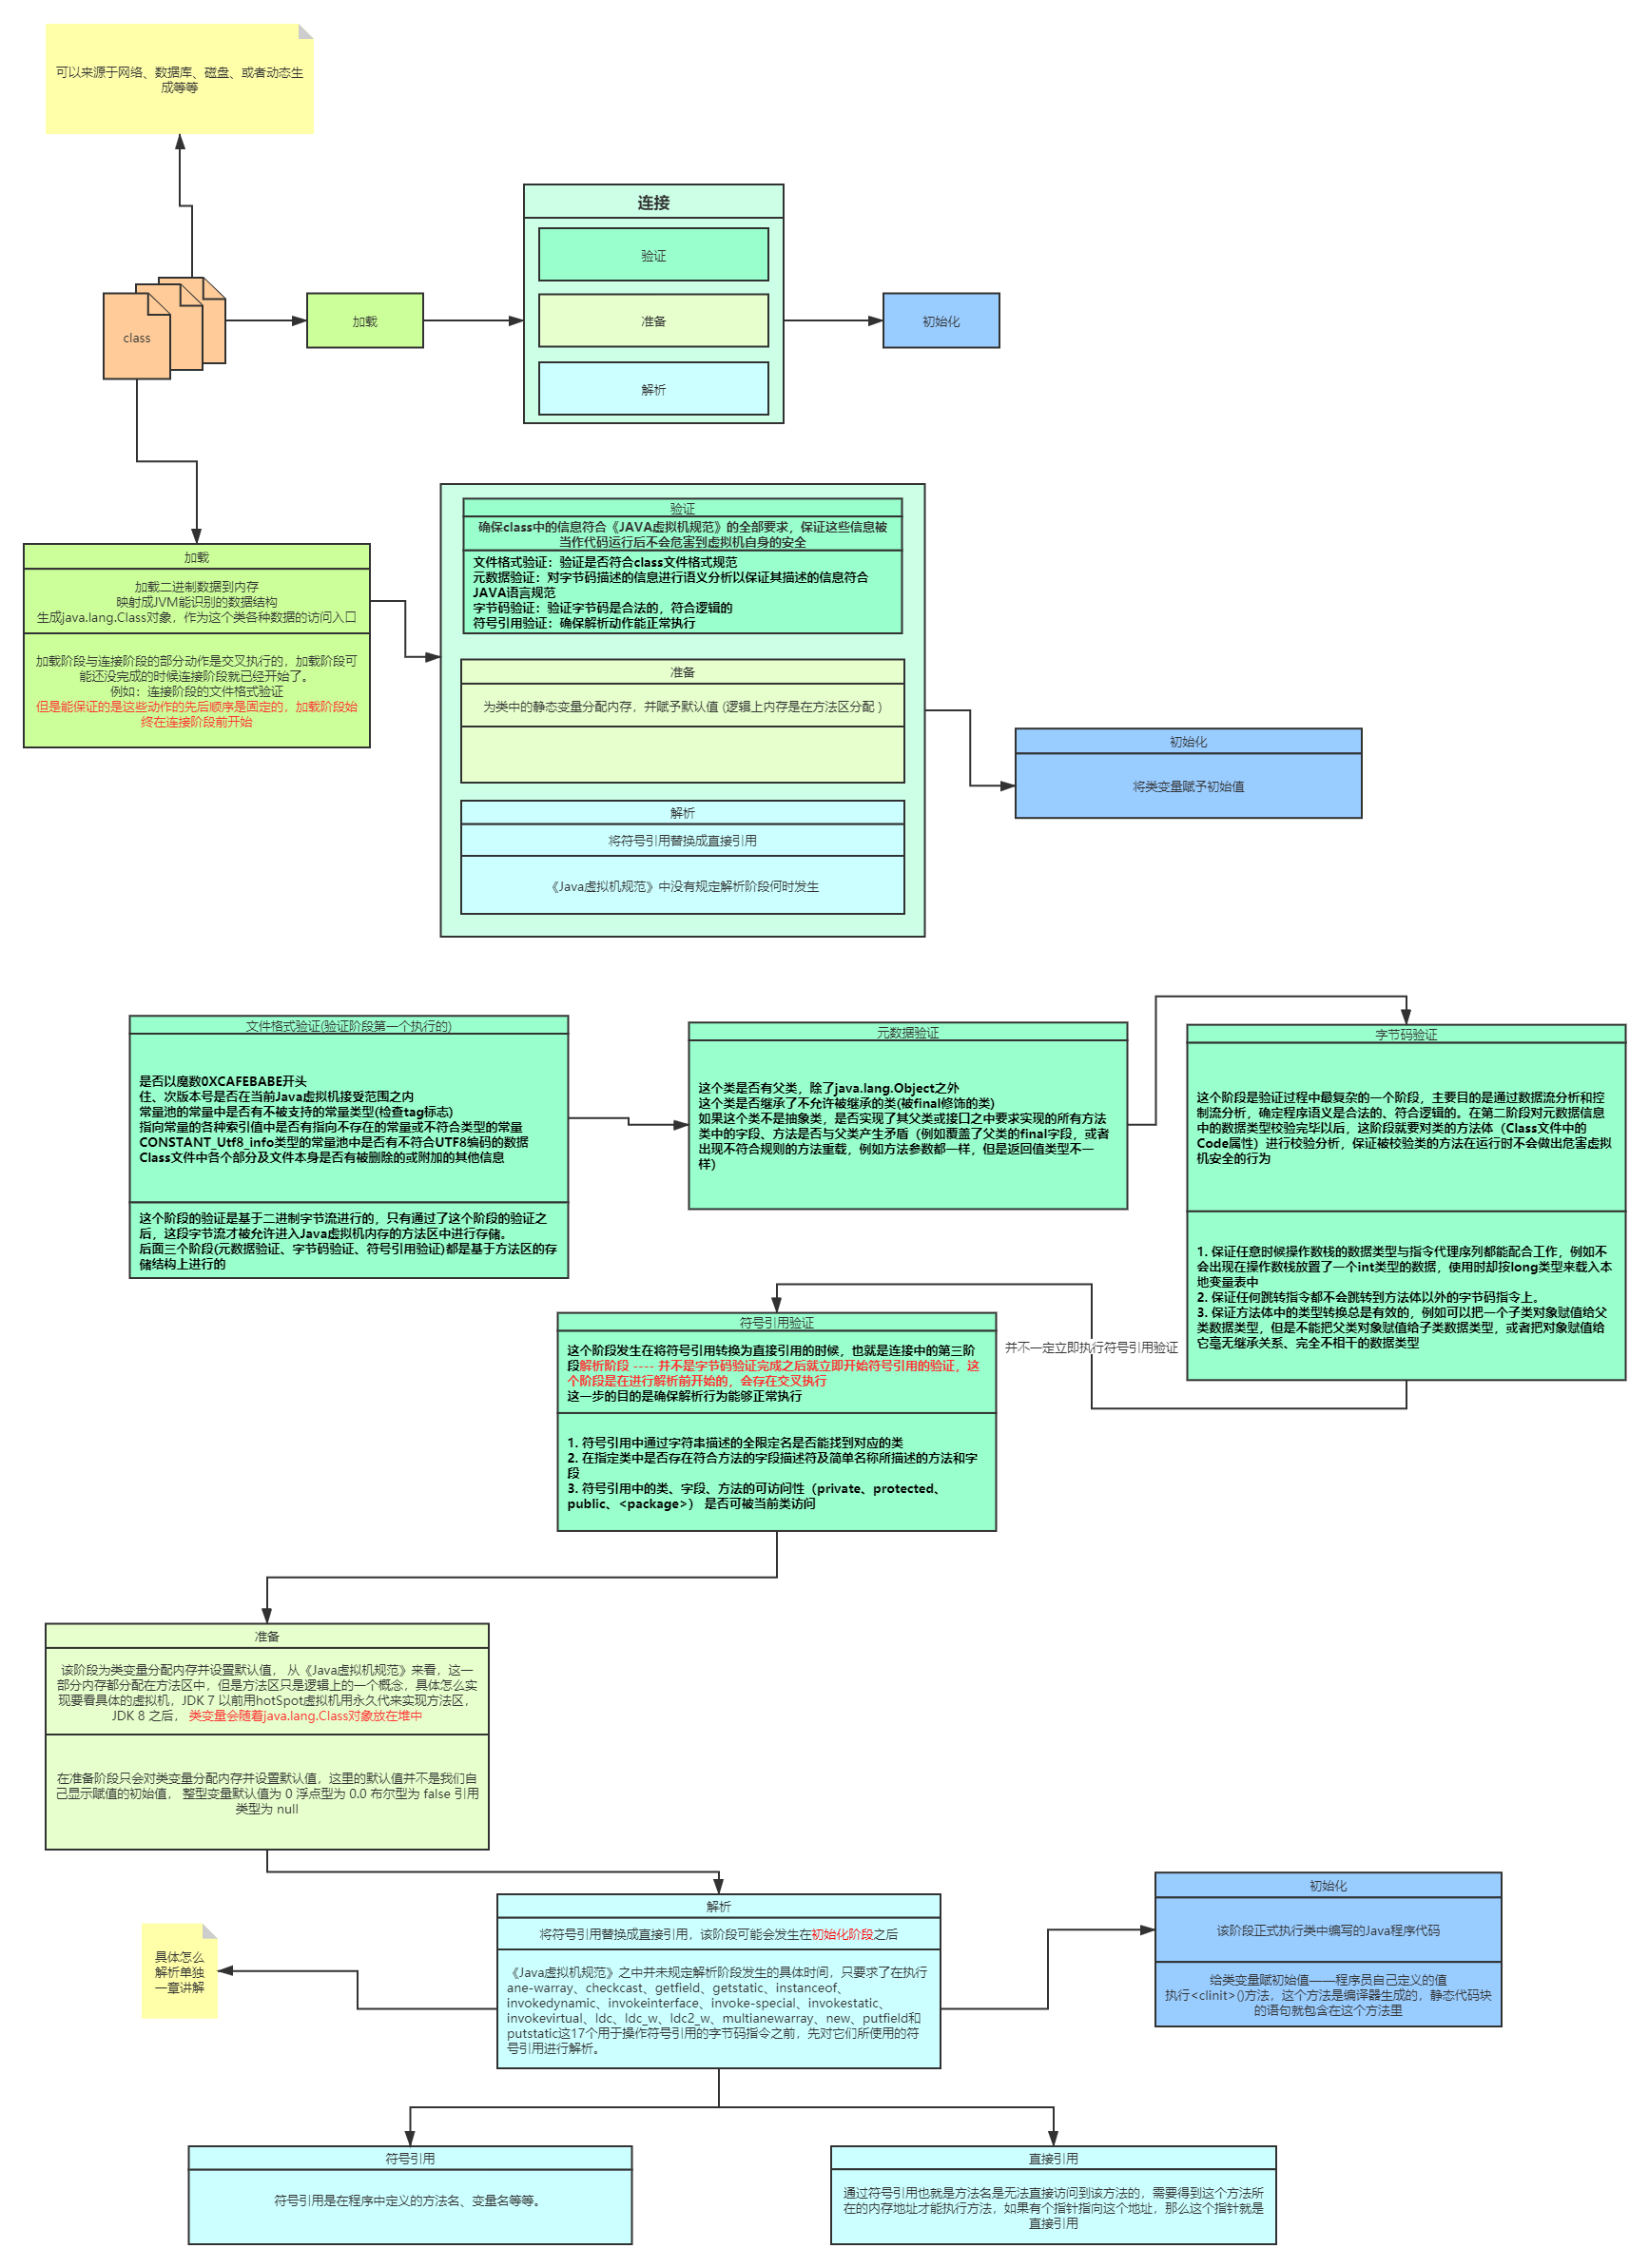 可以来源于网络、数据库、磁盘、或者动态生
成等等
连接
验证
准备
解析
class
加载
初始化
加载
加载二进制数据到内存
映射成JVM能识别的数据结构
生成java.lang.Class对象，作为这个类各种数据的访问入口
加载阶段与连接阶段的部分动作是交叉执行的，加载阶段可
能还没完成的时候连接阶段就已经开始了。
例如：连接阶段的文件格式验证
但是能保证的是这些动作的先后顺序是固定的，加载阶段始
终在连接阶段前开始
验证
确保class中的信息符合《JAVA虚拟机规范》的全部要求，保证这些信息被
当作代码运行后不会危害到虚拟机自身的安全
文件格式验证：验证是否符合class文件格式规范
元数据验证：对字节码描述的信息进行语义分析以保证其描述的信息符合
JAVA语言规范
字节码验证：验证字节码是合法的，符合逻辑的
符号引用验证：确保解析动作能正常执行
准备
为类中的静态变量分配内存，并赋予默认值 (逻辑上内存是在方法区分配 )
解析
将符号引用替换成直接引用
《Java虚拟机规范》中没有规定解析阶段何时发生
初始化
将类变量赋予初始值
文件格式验证(验证阶段第一个执行的)
是否以魔数0XCAFEBABE开头
住、次版本号是否在当前Java虚拟机接受范围之内
常量池的常量中是否有不被支持的常量类型(检查tag标志)
指向常量的各种索引值中是否有指向不存在的常量或不符合类型的常量
CONSTANT_Utf8_info类型的常量池中是否有不符合UTF8编码的数据
Class文件中各个部分及文件本身是否有被删除的或附加的其他信息
这个阶段的验证是基于二进制字节流进行的，只有通过了这个阶段的验证之
后，这段字节流才被允许进入Java虚拟机内存的方法区中进行存储。
后面三个阶段(元数据验证、字节码验证、符号引用验证)都是基于方法区的存
储结构上进行的
元数据验证
这个类是否有父类，除了java.lang.Object之外
这个类是否继承了不允许被继承的类(被final修饰的类)
如果这个类不是抽象类，是否实现了其父类或接口之中要求实现的所有方法
类中的字段、方法是否与父类产生矛盾（例如覆盖了父类的final字段，或者
出现不符合规则的方法重载，例如方法参数都一样，但是返回值类型不一
样）
字节码验证
这个阶段是验证过程中最复杂的一个阶段，主要目的是通过数据流分析和控
制流分析，确定程序语义是合法的、符合逻辑的。在第二阶段对元数据信息
中的数据类型校验完毕以后，这阶段就要对类的方法体（Class文件中的
Code属性）进行校验分析，保证被校验类的方法在运行时不会做出危害虚拟
机安全的行为
1. 保证任意时候操作数栈的数据类型与指令代理序列都能配合工作，例如不
会出现在操作数栈放置了一个int类型的数据，使用时却按long类型来载入本
地变量表中
2. 保证任何跳转指令都不会跳转到方法体以外的字节码指令上。
3. 保证方法体中的类型转换总是有效的，例如可以把一个子类对象赋值给父
类数据类型，但是不能把父类对象赋值给子类数据类型，或者把对象赋值给
它毫无继承关系、完全不相干的数据类型
并不一定立即执行符号引用验证
符号引用验证
这个阶段发生在将符号引用转换为直接引用的时候，也就是连接中的第三阶
段解析阶段 ---- 并不是字节码验证完成之后就立即开始符号引用的验证，这
个阶段是在进行解析前开始的，会存在交叉执行
这一步的目的是确保解析行为能够正常执行
1. 符号引用中通过字符串描述的全限定名是否能找到对应的类
2. 在指定类中是否存在符合方法的字段描述符及简单名称所描述的方法和字
段
3. 符号引用中的类、字段、方法的可访问性（private、protected、
public、<package>） 是否可被当前类访问
准备
该阶段为类变量分配内存并设置默认值， 从《Java虚拟机规范》来看，这一
部分内存都分配在方法区中，但是方法区只是逻辑上的一个概念，具体怎么实
现要看具体的虚拟机，JDK 7 以前用hotSpot虚拟机用永久代来实现方法区，
JDK 8 之后， 类变量会随着java.lang.Class对象放在堆中
在准备阶段只会对类变量分配内存并设置默认值，这里的默认值并不是我们自
己显示赋值的初始值， 整型变量默认值为 0 浮点型为 0.0 布尔型为 false 引用
类型为 null
解析
将符号引用替换成直接引用，该阶段可能会发生在初始化阶段之后
《Java虚拟机规范》之中并未规定解析阶段发生的具体时间，只要求了在执行
ane-warray、checkcast、getfield、getstatic、instanceof、
invokedynamic、invokeinterface、invoke-special、invokestatic、
invokevirtual、ldc、ldc_w、ldc2_w、multianewarray、new、putfield和
putstatic这17个用于操作符号引用的字节码指令之前，先对它们所使用的符
号引用进行解析。
具体怎么
解析单独
一章讲解
初始化
该阶段正式执行类中编写的Java程序代码
给类变量赋初始值——程序员自己定义的值
执行<clinit>()方法，这个方法是编译器生成的，静态代码块
的语句就包含在这个方法里
符号引用
符号引用是在程序中定义的方法名、变量名等等。
直接引用
通过符号引用也就是方法名是无法直接访问到该方法的，需要得到这个方法所
在的内存地址才能执行方法，如果有个指针指向这个地址，那么这个指针就是
直接引用